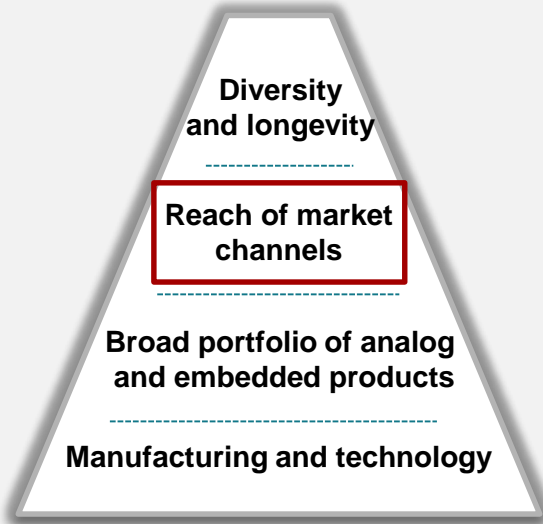 Diversity
and longevity
Reach of market
channels
Broad portfolio of analog
and embedded products
Manufacturing and technology